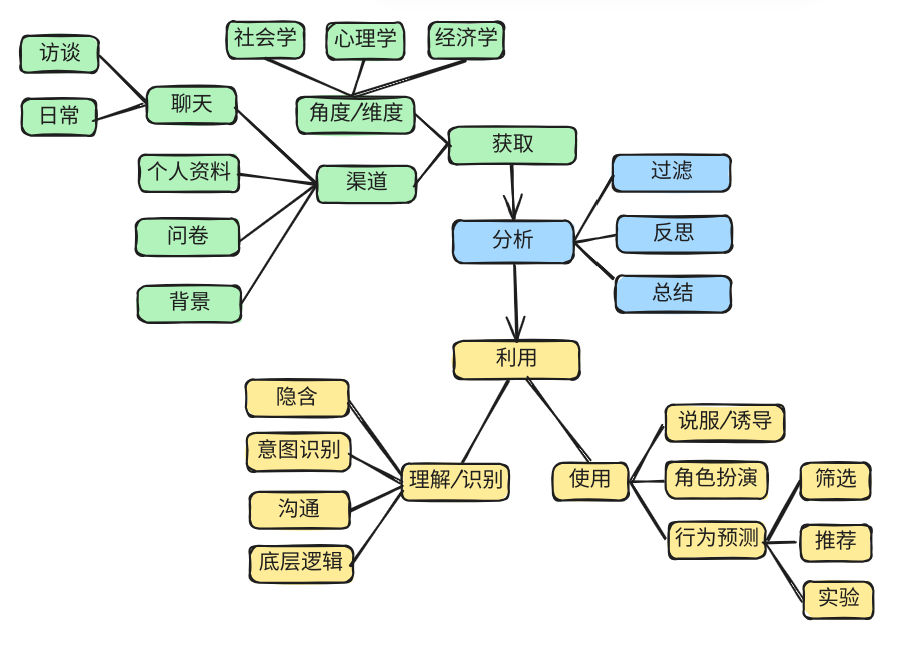 社会学
心理学
经济学
访谈
日常
聊天
角度/维度
获取
个人资料
渠道
过滤
问卷
分析
反思
背景
总结
利用
隐含
说服/诱导
意图识别
理解/识别
使用
角色扮演
筛选
沟通
行为预测
推荐
底层逻辑
实验